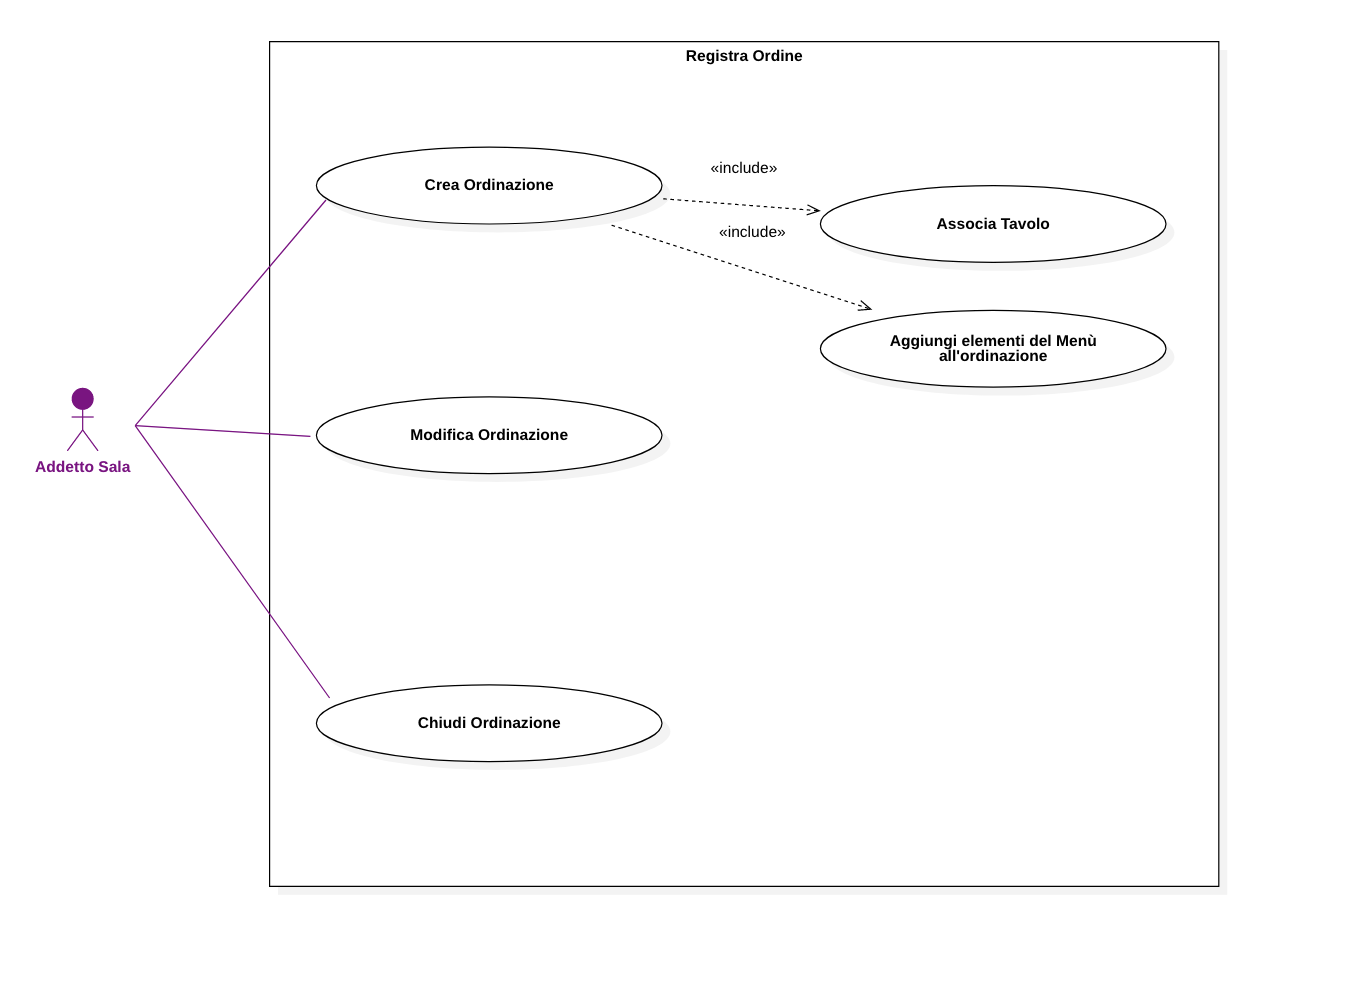 Registra Ordine
Crea Ordinazione
«include»
Associa Tavolo
«include»
Aggiungi elementi del Menù
all'ordinazione
Modifica Ordinazione
Addetto Sala
Chiudi Ordinazione